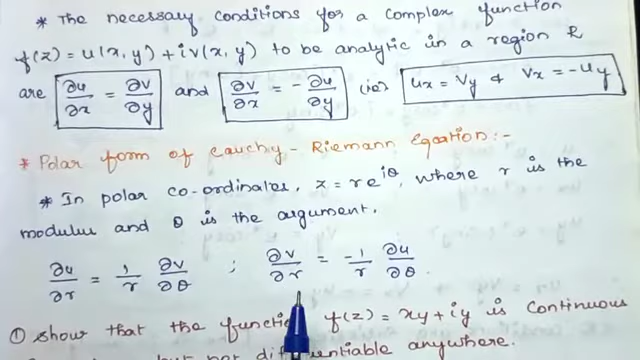 * The necessary conditions for a complex function
f(z) = u(x, y) + i v(x, y) to be analytic in a region R
are ∂u/∂x = ∂v/∂y and ∂v/∂x = -∂u/∂y (ie) ux = vy & vx = -uy
* Polar form of Cauchy - Riemann Equation:-
* In polar co-ordinates, z = re^iθ, where r is the
modulus and θ is the argument.
∂u/∂r = 1/r ∂v/∂θ ; ∂v/∂r = -1/r ∂u/∂θ.
① Show that the function f(z) = xy + iy is continuous
but not differentiable anywhere.